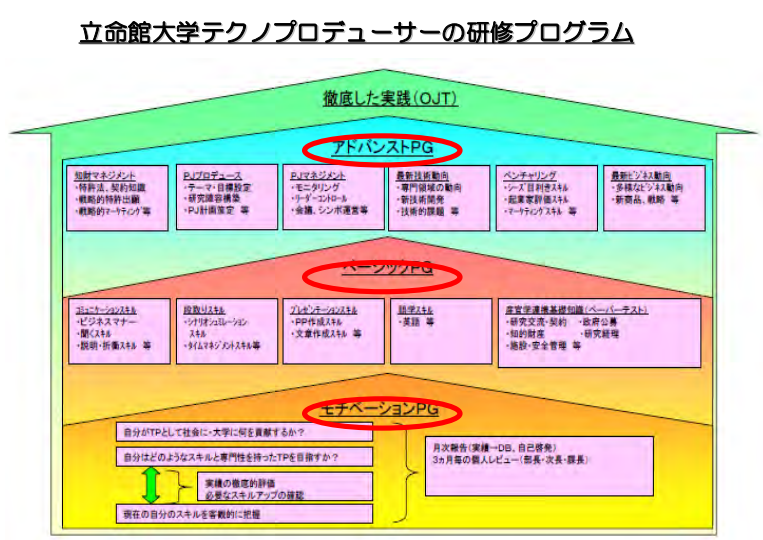 立命館大学テクノプロデューサーの研修プログラム
徹底した実践(OJT)
アドバンストPG
知財マネジメント
・特許法、契約知識
・戦略的特許出願
・戦略的マーケティング等
PJプロデュース
・テーマ・目標設定
・研究陣容構築
・PJ計画策定 等
PJマネジメント
・モニタリング
・リーダーコントロール
・会議、シンポ運営等
最新技術動向
・専門領域の動向
・新技術開発
・技術的課題 等
ベンチャリング
・シーズ目利きスキル
・起業家評価スキル
・マーケティングスキル 等
最新ビジネス動向
・多様なビジネス動向
・新商品、戦略 等
ベーシックPG
コミュニケーションスキル
・ビジネスマナー
・聞くスキル
・説明・折衝スキル 等
段取りスキル
・シナリオシュミレーション
スキル
・タイムマネジメントスキル等
プレゼンテーションスキル
・PP作成スキル
・文章作成スキル 等
語学スキル
・英語 等
産官学連携基礎知識(ペーパーテスト)
・研究交流・契約 ・政府公募
・知的財産 ・研究経理
・施設・安全管理 等
モチベーションPG
自分がTPとして社会に・大学に何を貢献するか?
自分はどのようなスキルと専門性を持ったTPを目指すか?
実績の徹底的評価
必要なスキルアップの確認
現在の自分のスキルを客観的に把握
月次報告(実績→DB、自己啓発)
3カ月毎の個人レビュー(部長・次長・課長)